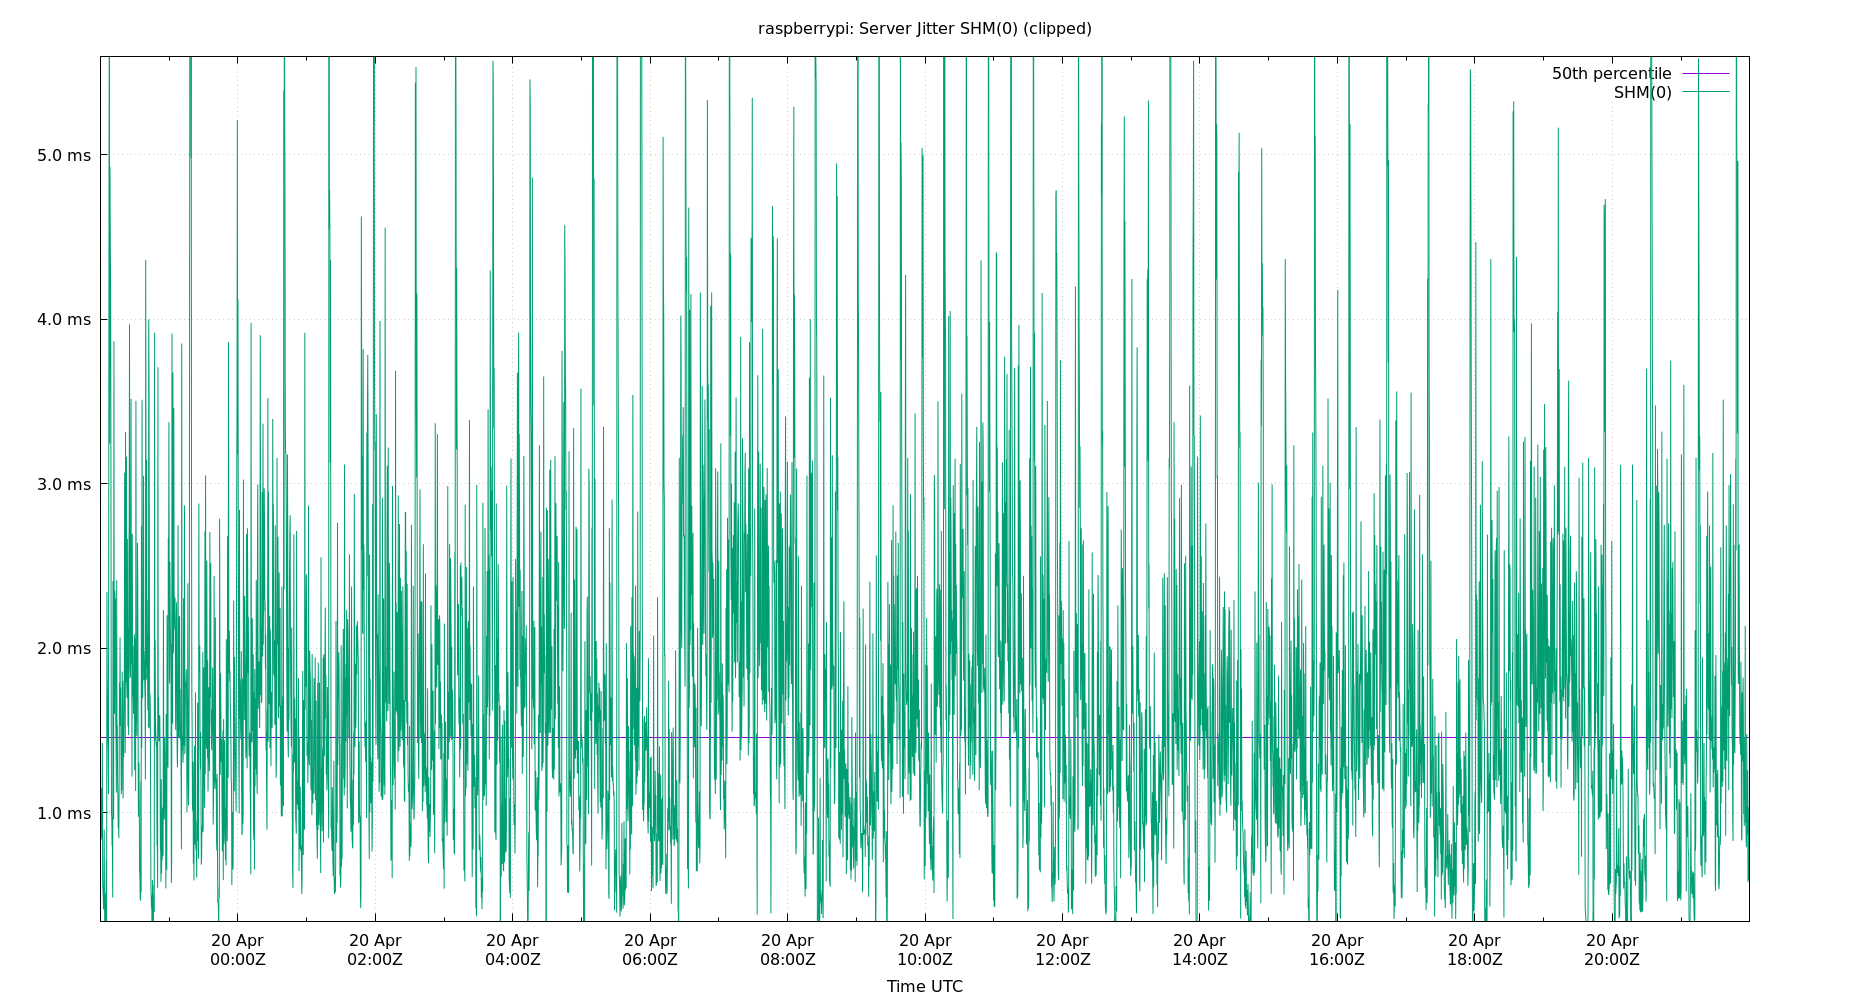 raspberrypi: Server Jitter SHM(0) (clipped)
50th percentile
SHM(0)
5.0 ms
4.0 ms
3.0 ms
2.0 ms
1.0 ms
20 Apr 20 Apr 20 Apr 20 Apr 20 Apr 20 Apr 20 Apr 20 Apr 20 Apr 20 Apr 20 Apr
00:00Z 02:00Z 04:00Z 06:00Z 08:00Z 10:00Z 12:00Z 14:00Z 16:00Z 18:00Z 20:00Z
Time UTC